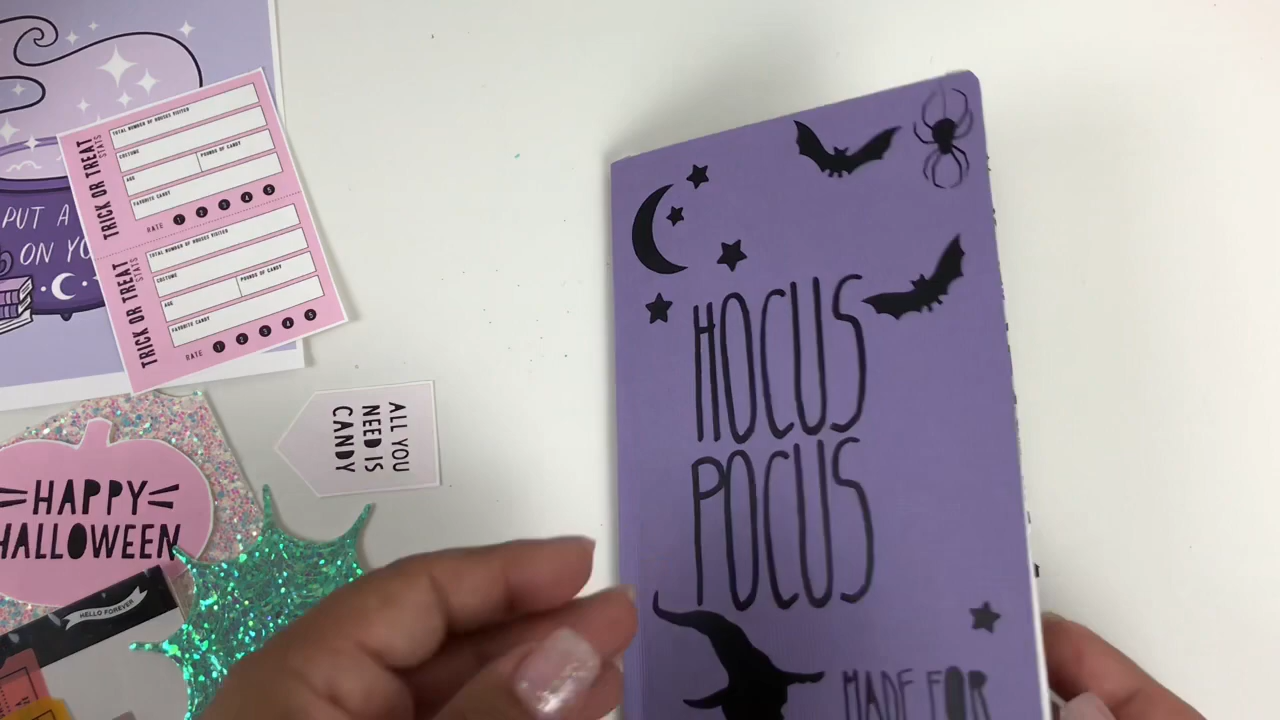 PUT A
ON YO
TRICK OR TREAT
STATS
TOTAL NUMBER OF HOUSES VISITED
COSTUME
AGE
POUNDS OF CANDY
FAVORITE CANDY
RATE 1 2 3 4 5
TRICK OR TREAT
STATS
TOTAL NUMBER OF HOUSES VISITED
COSTUME
AGE
POUNDS OF CANDY
FAVORITE CANDY
RATE 1 2 3 4 5
ALL YOU
NEED IS
CANDY
HAPPY
HALLOWEEN
HELLO FOREVER
HOCUS
POCUS
MADE FOR